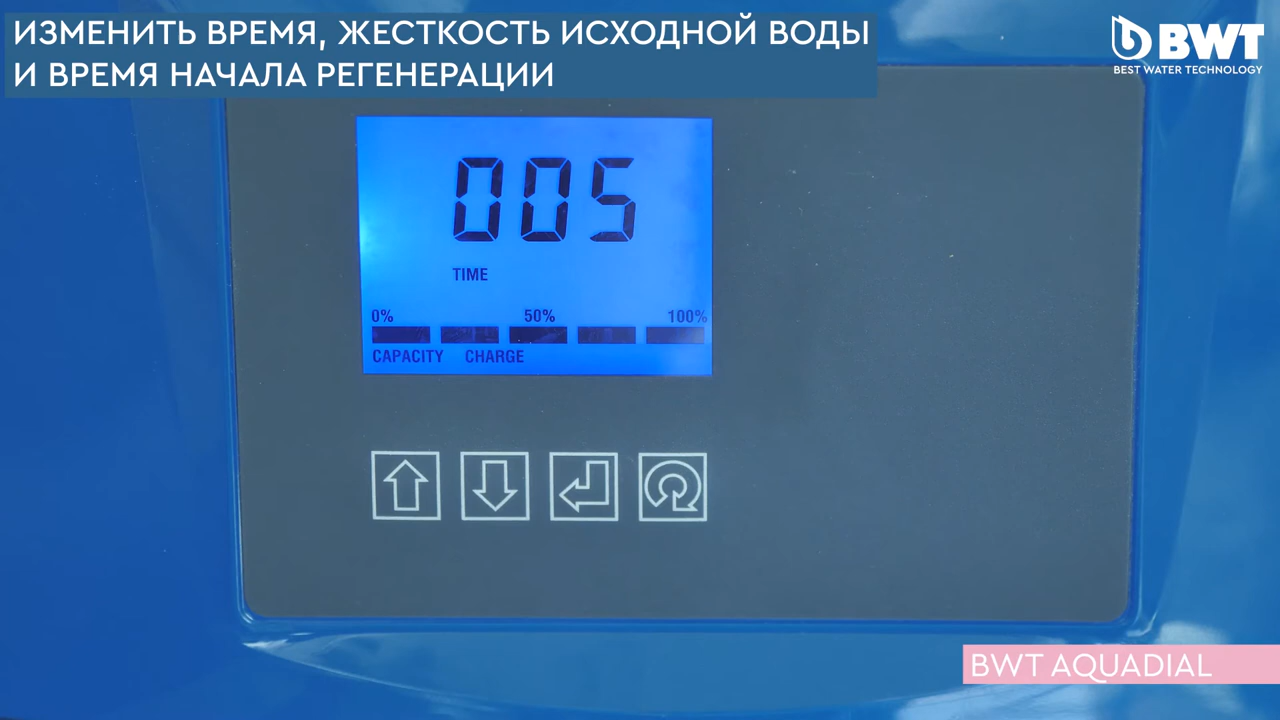 ИЗМЕНИТЬ ВРЕМЯ, ЖЕСТКОСТЬ ИСХОДНОЙ ВОДЫ
И ВРЕМЯ НАЧАЛА РЕГЕНЕРАЦИИ
BWT
BEST WATER TECHNOLOGY
005
TIME
0% 50% 100%
CAPACITY CHARGE
BWT AQUADIAL